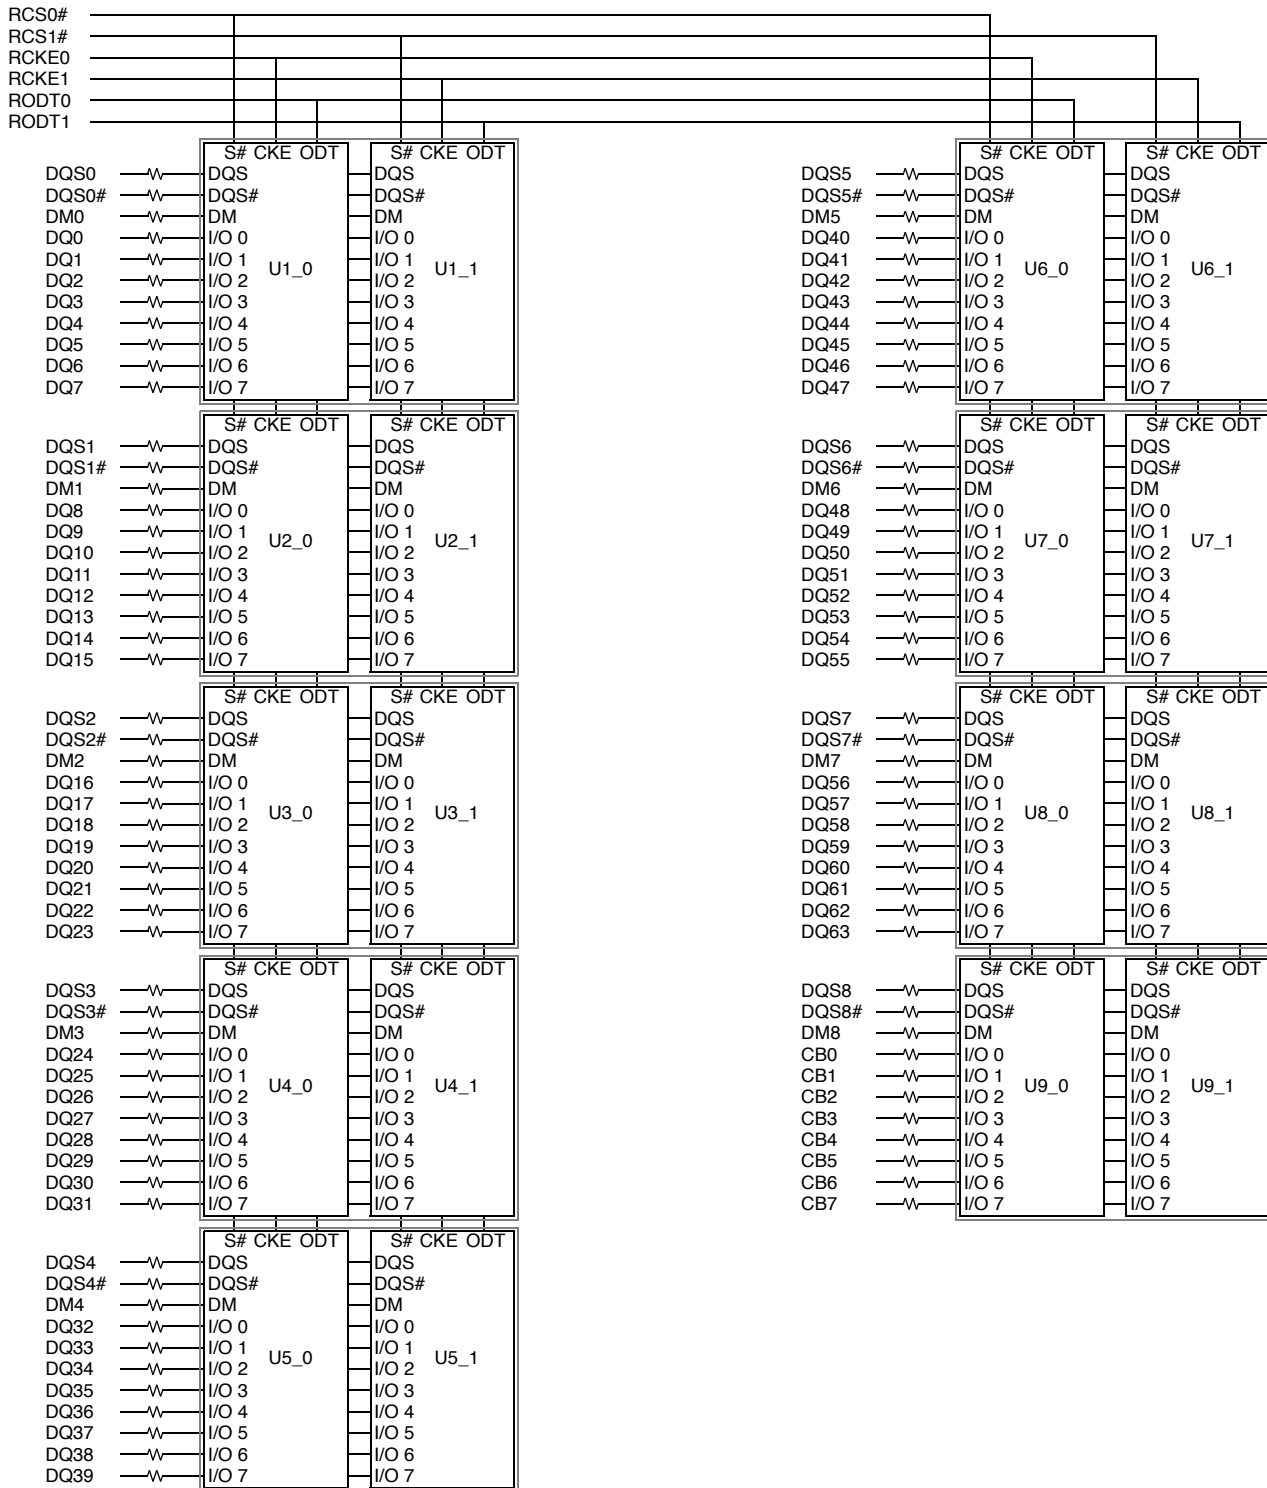 RCS0#
RCS1#
RCKE0
RCKE1
RODT0
RODT1
S# CKE ODT S# CKE ODT
DQS0 DQS DQS
DQS0# DQS# DQS#
DM0 DM DM
DQ0 I/O 0 I/O 0
DQ1 I/O 1 I/O 1
U1_0 U1_1
DQ2 I/O 2 I/O 2
DQ3 I/O 3 I/O 3
DQ4 I/O 4 I/O 4
DQ5 I/O 5 I/O 5
DQ6 I/O 6 I/O 6
DQ7 I/O 7 I/O 7
S# CKE ODT S# CKE ODT
DQS1 DQS DQS
DQS1# DQS# DQS#
DM1 DM DM
DQ8 I/O 0 I/O 0
DQ9 I/O 1 I/O 1
U2_0 U2_1
DQ10 I/O 2 I/O 2
DQ11 I/O 3 I/O 3
DQ12 I/O 4 I/O 4
DQ13 I/O 5 I/O 5
DQ14 I/O 6 I/O 6
DQ15 I/O 7 I/O 7
S# CKE ODT S# CKE ODT
DQS2 DQS DQS
DQS2# DQS# DQS#
DM2 DM DM
DQ16 I/O 0 I/O 0
DQ17 I/O 1 I/O 1
U3_0 U3_1
DQ18 I/O 2 I/O 2
DQ19 I/O 3 I/O 3
DQ20 I/O 4 I/O 4
DQ21 I/O 5 I/O 5
DQ22 I/O 6 I/O 6
DQ23 I/O 7 I/O 7
S# CKE ODT S# CKE ODT
DQS3 DQS DQS
DQS3# DQS# DQS#
DM3 DM DM
DQ24 I/O 0 I/O 0
DQ25 I/O 1 I/O 1
U4_0 U4_1
DQ26 I/O 2 I/O 2
DQ27 I/O 3 I/O 3
DQ28 I/O 4 I/O 4
DQ29 I/O 5 I/O 5
DQ30 I/O 6 I/O 6
DQ31 I/O 7 I/O 7
S# CKE ODT S# CKE ODT
DQS4 DQS DQS
DQS4# DQS# DQS#
DM4 DM DM
DQ32 I/O 0 I/O 0
DQ33 I/O 1 I/O 1
U5_0 U5_1
DQ34 I/O 2 I/O 2
DQ35 I/O 3 I/O 3
DQ36 I/O 4 I/O 4
DQ37 I/O 5 I/O 5
DQ38 I/O 6 I/O 6
DQ39 I/O 7 I/O 7
S# CKE ODT S# CKE ODT
DQS5 DQS DQS
DQS5# DQS# DQS#
DM5 DM DM
DQ40 I/O 0 I/O 0
DQ41 I/O 1 I/O 1
U6_0 U6_1
DQ42 I/O 2 I/O 2
DQ43 I/O 3 I/O 3
DQ44 I/O 4 I/O 4
DQ45 I/O 5 I/O 5
DQ46 I/O 6 I/O 6
DQ47 I/O 7 I/O 7
S# CKE ODT S# CKE ODT
DQS6 DQS DQS
DQS6# DQS# DQS#
DM6 DM DM
DQ48 I/O 0 I/O 0
DQ49 I/O 1 I/O 1
U7_0 U7_1
DQ50 I/O 2 I/O 2
DQ51 I/O 3 I/O 3
DQ52 I/O 4 I/O 4
DQ53 I/O 5 I/O 5
DQ54 I/O 6 I/O 6
DQ55 I/O 7 I/O 7
S# CKE ODT S# CKE ODT
DQS7 DQS DQS
DQS7# DQS# DQS#
DM7 DM DM
DQ56 I/O 0 I/O 0
DQ57 I/O 1 I/O 1
U8_0 U8_1
DQ58 I/O 2 I/O 2
DQ59 I/O 3 I/O 3
DQ60 I/O 4 I/O 4
DQ61 I/O 5 I/O 5
DQ62 I/O 6 I/O 6
DQ63 I/O 7 I/O 7
S# CKE ODT S# CKE ODT
DQS8 DQS DQS
DQS8# DQS# DQS#
DM8 DM DM
CB0 I/O 0 I/O 0
CB1 I/O 1 I/O 1
U9_0 U9_1
CB2 I/O 2 I/O 2
CB3 I/O 3 I/O 3
CB4 I/O 4 I/O 4
CB5 I/O 5 I/O 5
CB6 I/O 6 I/O 6
CB7 I/O 7 I/O 7